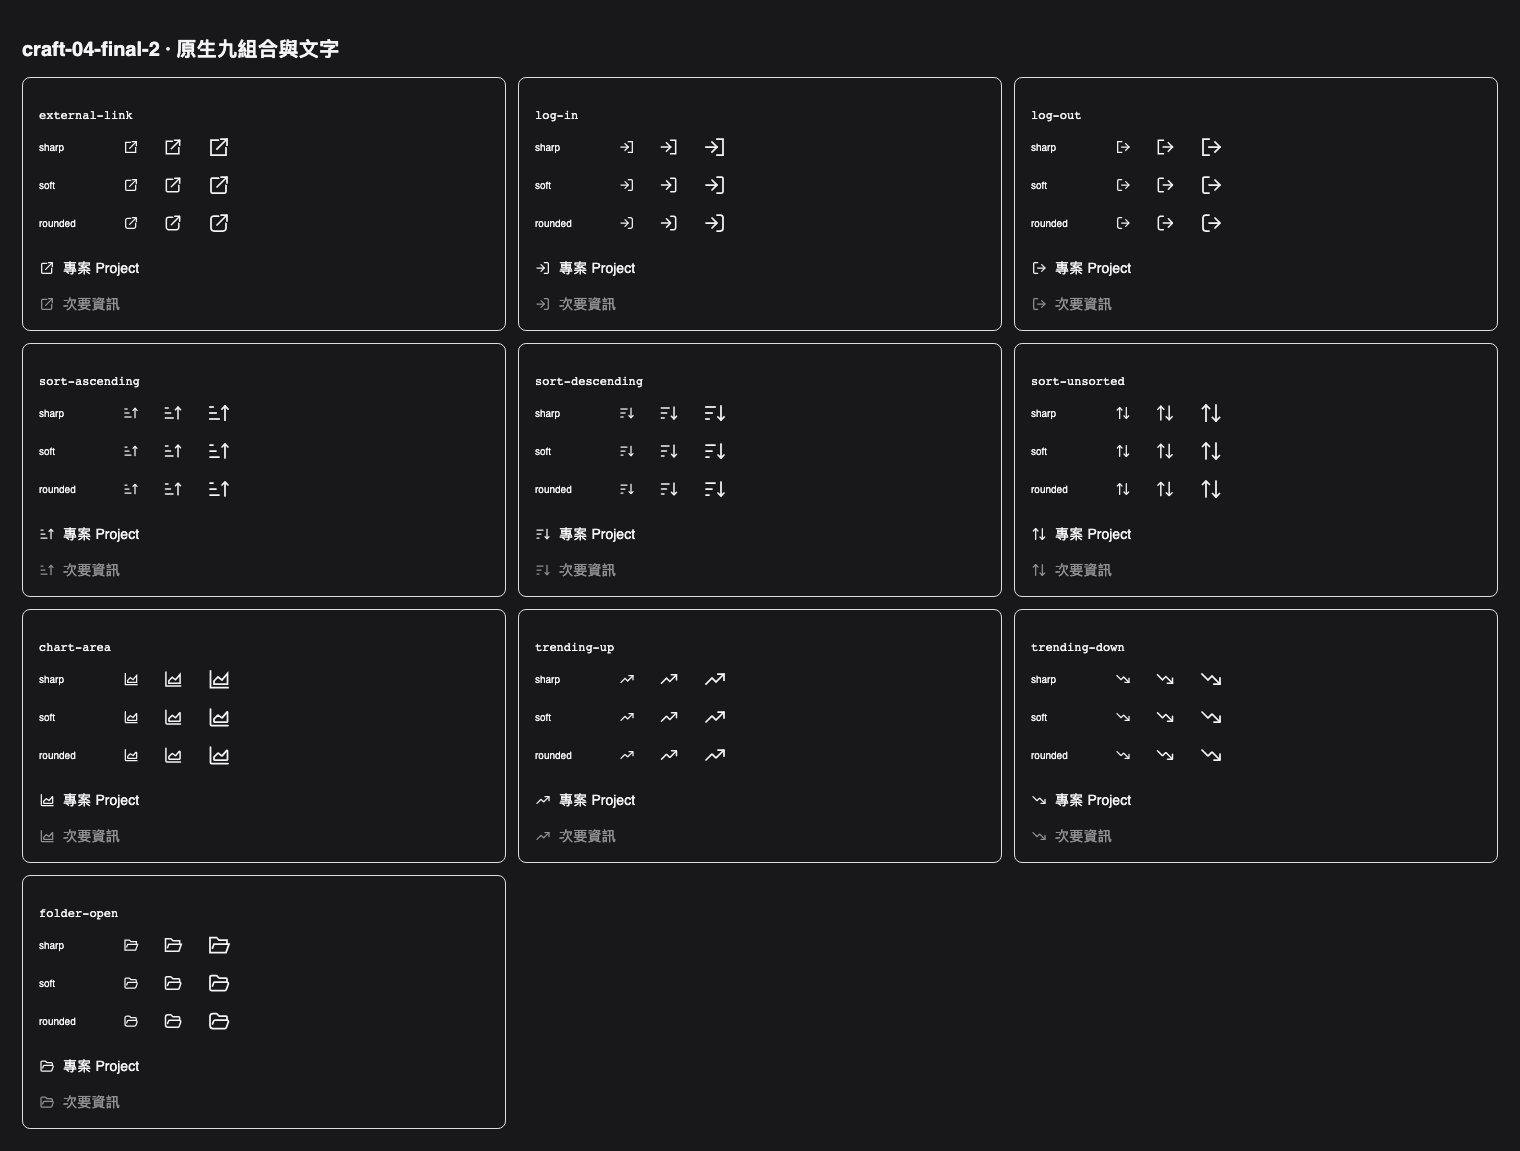 craft-04-final-2 · 原生九組合與文字
external-link
sharp
soft
rounded
專案 Project
次要資訊
log-in
sharp
soft
rounded
專案 Project
次要資訊
log-out
sharp
soft
rounded
專案 Project
次要資訊
sort-ascending
sharp
soft
rounded
專案 Project
次要資訊
sort-descending
sharp
soft
rounded
專案 Project
次要資訊
sort-unsorted
sharp
soft
rounded
專案 Project
次要資訊
chart-area
sharp
soft
rounded
專案 Project
次要資訊
trending-up
sharp
soft
rounded
專案 Project
次要資訊
trending-down
sharp
soft
rounded
專案 Project
次要資訊
folder-open
sharp
soft
rounded
專案 Project
次要資訊